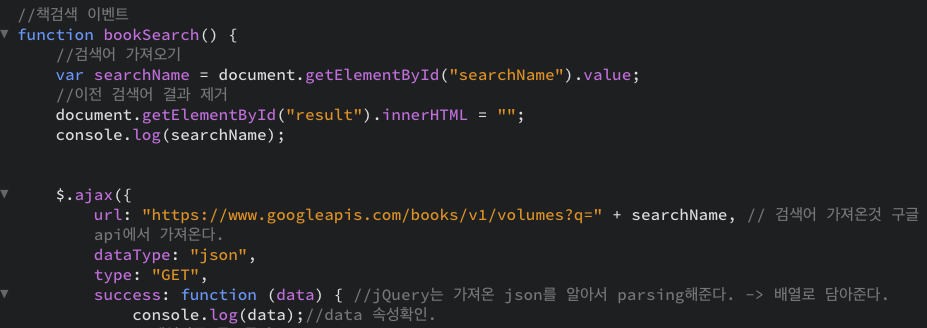 //책검색 이벤트
function bookSearch() {
//검색어 가져오기
var searchName = document.getElementById("searchName").value;
//이전 검색어 결과 제거
document.getElementById("result").innerHTML = "";
console.log(searchName);
$.ajax({
url: "https://www.googleapis.com/books/v1/volumes?q=" + searchName, // 검색어 가져온것 구글
api에서 가져온다.
dataType: "json",
type: "GET",
success: function (data) { //jQuery는 가져온 json를 알아서 parsing해준다. -> 배열로 담아준다.
console.log(data);//data 속성확인.